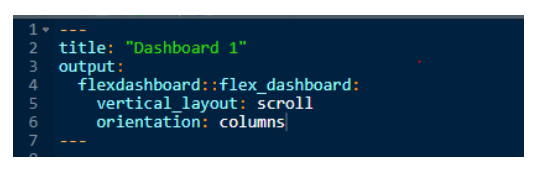 1 ---
2 title: "Dashboard 1"
3 output:
4   flexdashboard::flex_dashboard:
5     vertical_layout: scroll
6     orientation: columns
7 ---